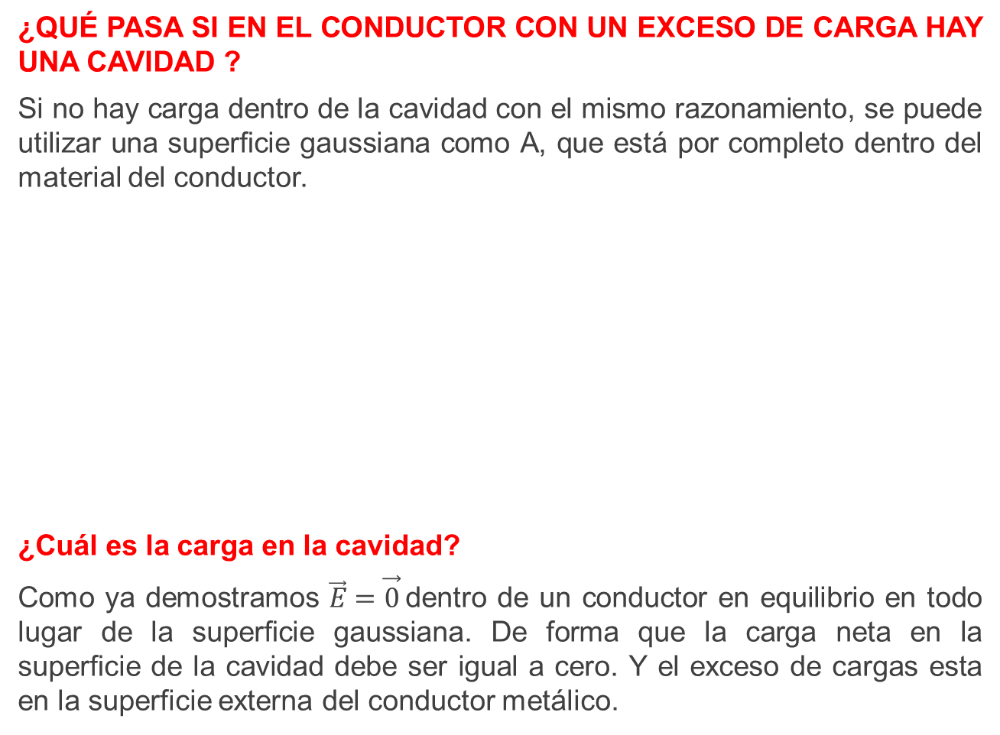 ¿QUÉ PASA SI EN EL CONDUCTOR CON UN EXCESO DE CARGA HAY
UNA CAVIDAD ?
Si no hay carga dentro de la cavidad con el mismo razonamiento, se puede
utilizar una superficie gaussiana como A, que está por completo dentro del
material del conductor.
¿Cuál es la carga en la cavidad?
Como ya demostramos $\vec{E} = \vec{0}$ dentro de un conductor en equilibrio en todo
lugar de la superficie gaussiana. De forma que la carga neta en la
superficie de la cavidad debe ser igual a cero. Y el exceso de cargas esta
en la superficie externa del conductor metálico.